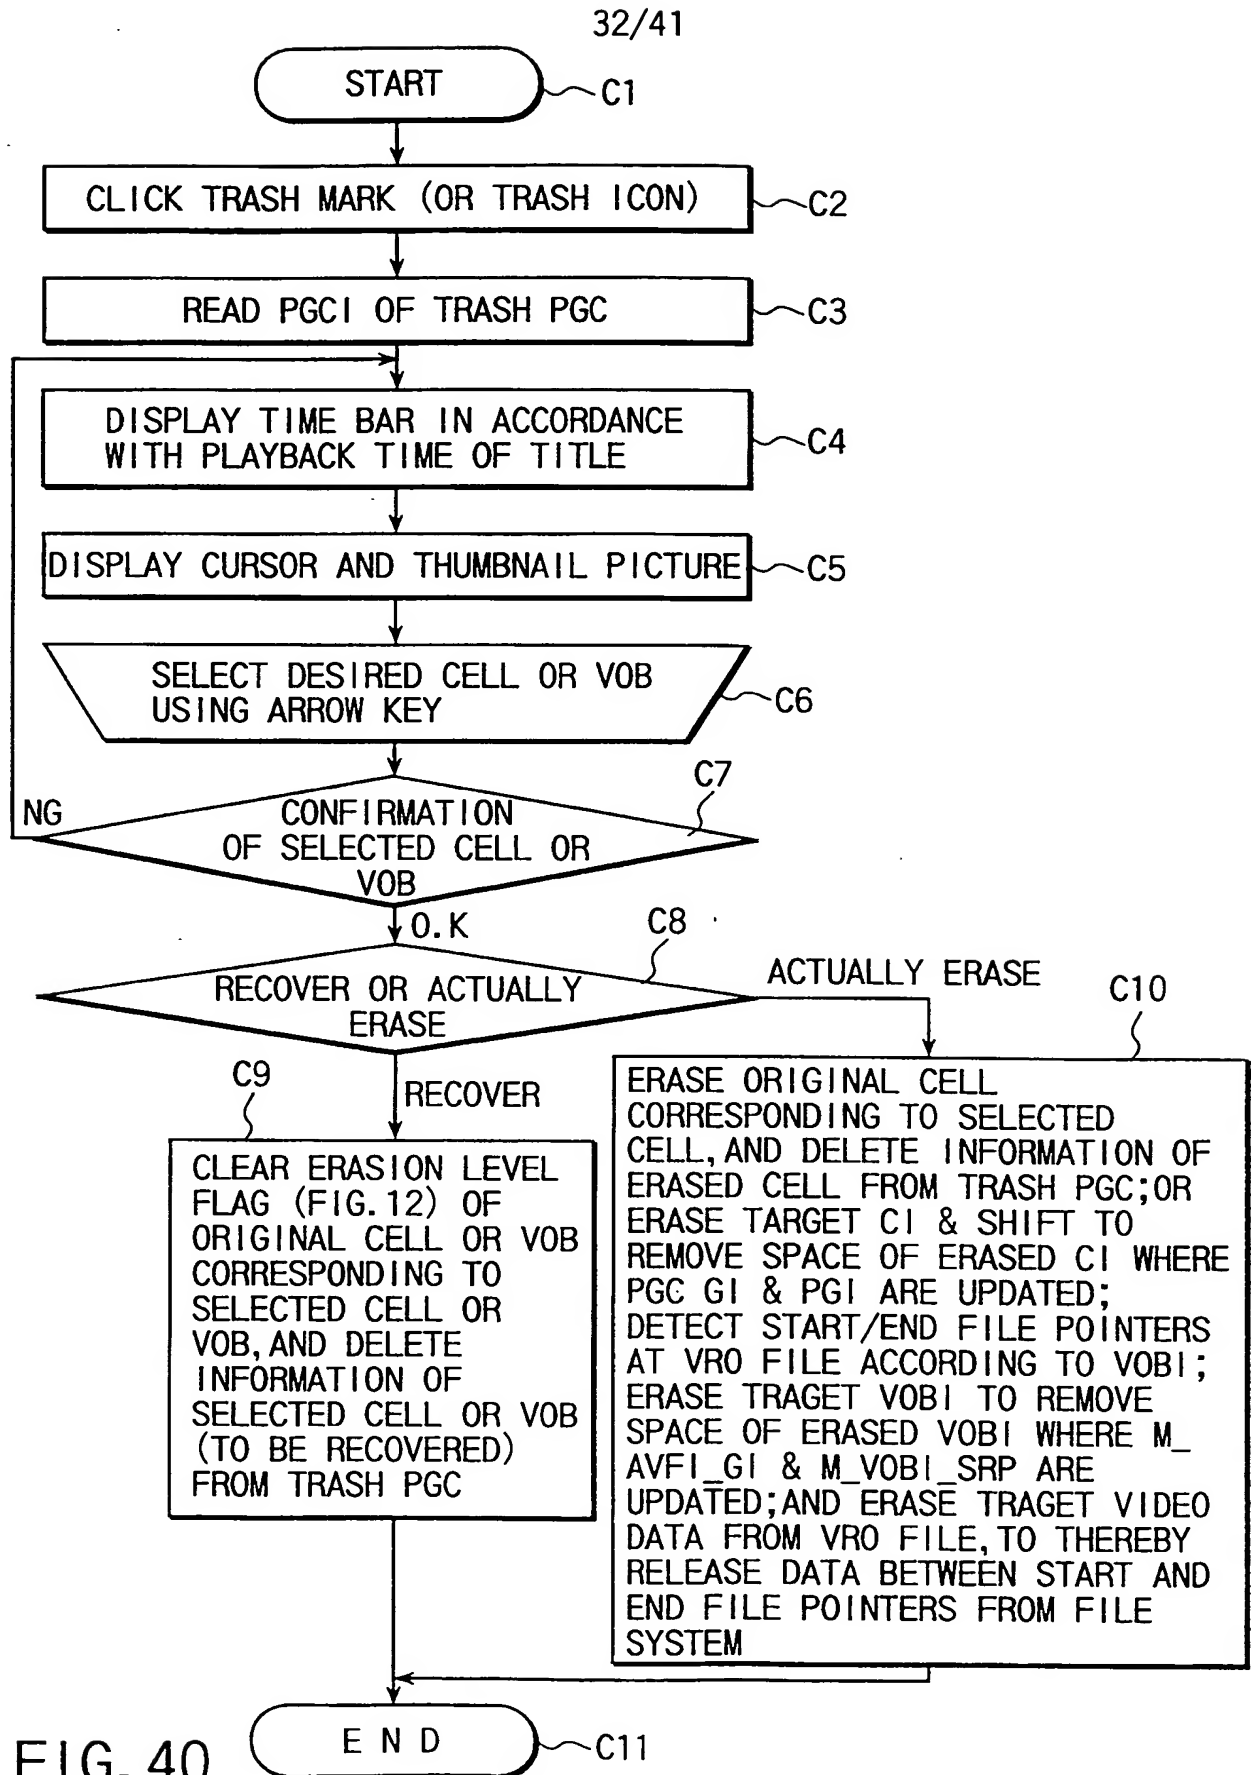 32/41
START
C1
CLICK TRASH MARK (OR TRASH ICON)
C2
READ PGCI OF TRASH PGC
C3
DISPLAY TIME BAR IN ACCORDANCE
WITH PLAYBACK TIME OF TITLE
C4
DISPLAY CURSOR AND THUMBNAIL PICTURE
C5
SELECT DESIRED CELL OR VOB
USING ARROW KEY
C6
C7
NG
CONFIRMATION
OF SELECTED CELL OR
VOB
O.K
C8
RECOVER OR ACTUALLY
ERASE
ACTUALLY ERASE
C10
C9
RECOVER
CLEAR ERASION LEVEL
FLAG (FIG.12) OF
ORIGINAL CELL OR VOB
CORRESPONDING TO
SELECTED CELL OR
VOB,AND DELETE
INFORMATION OF
SELECTED CELL OR VOB
(TO BE RECOVERED)
FROM TRASH PGC
ERASE ORIGINAL CELL
CORRESPONDING TO SELECTED
CELL,AND DELETE INFORMATION OF
ERASED CELL FROM TRASH PGC;OR
ERASE TARGET CI & SHIFT TO
REMOVE SPACE OF ERASED CI WHERE
PGC GI & PGI ARE UPDATED;
DETECT START/END FILE POINTERS
AT VRO FILE ACCORDING TO VOBI;
ERASE TRAGET VOBI TO REMOVE
SPACE OF ERASED VOBI WHERE M_
AVFI_GI & M_VOBI_SRP ARE
UPDATED;AND ERASE TRAGET VIDEO
DATA FROM VRO FILE,TO THEREBY
RELEASE DATA BETWEEN START AND
END FILE POINTERS FROM FILE
SYSTEM
END
C11
FIG. 40